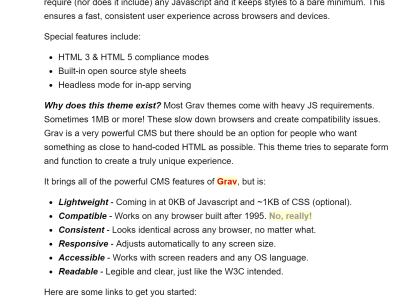 require (nor does it include) any Javascript and it keeps styles to a bare minimum. This
ensures a fast, consistent user experience across browsers and devices.
Special features include:
HTML 3 & HTML 5 compliance modes
Built-in open source style sheets
Headless mode for in-app serving
Why does this theme exist? Most Grav themes come with heavy JS requirements.
Sometimes 1MB or more! These slow down browsers and create compatibility issues.
Grav is a very powerful CMS but there should be an option for people who want
something as close to hand-coded HTML as possible. This theme tries to separate form
and function to create a truly unique experience.
It brings all of the powerful CMS features of Grav, but is:
Lightweight - Coming in at 0KB of Javascript and ~1KB of CSS (optional).
Compatible - Works on any browser built after 1995. No, really!
Consistent - Looks identical across any browser, no matter what.
Responsive - Adjusts automatically to any screen size.
Accessible - Works with screen readers and any OS language.
Readable - Legible and clear, just like the W3C intended.
Here are some links to get you started: